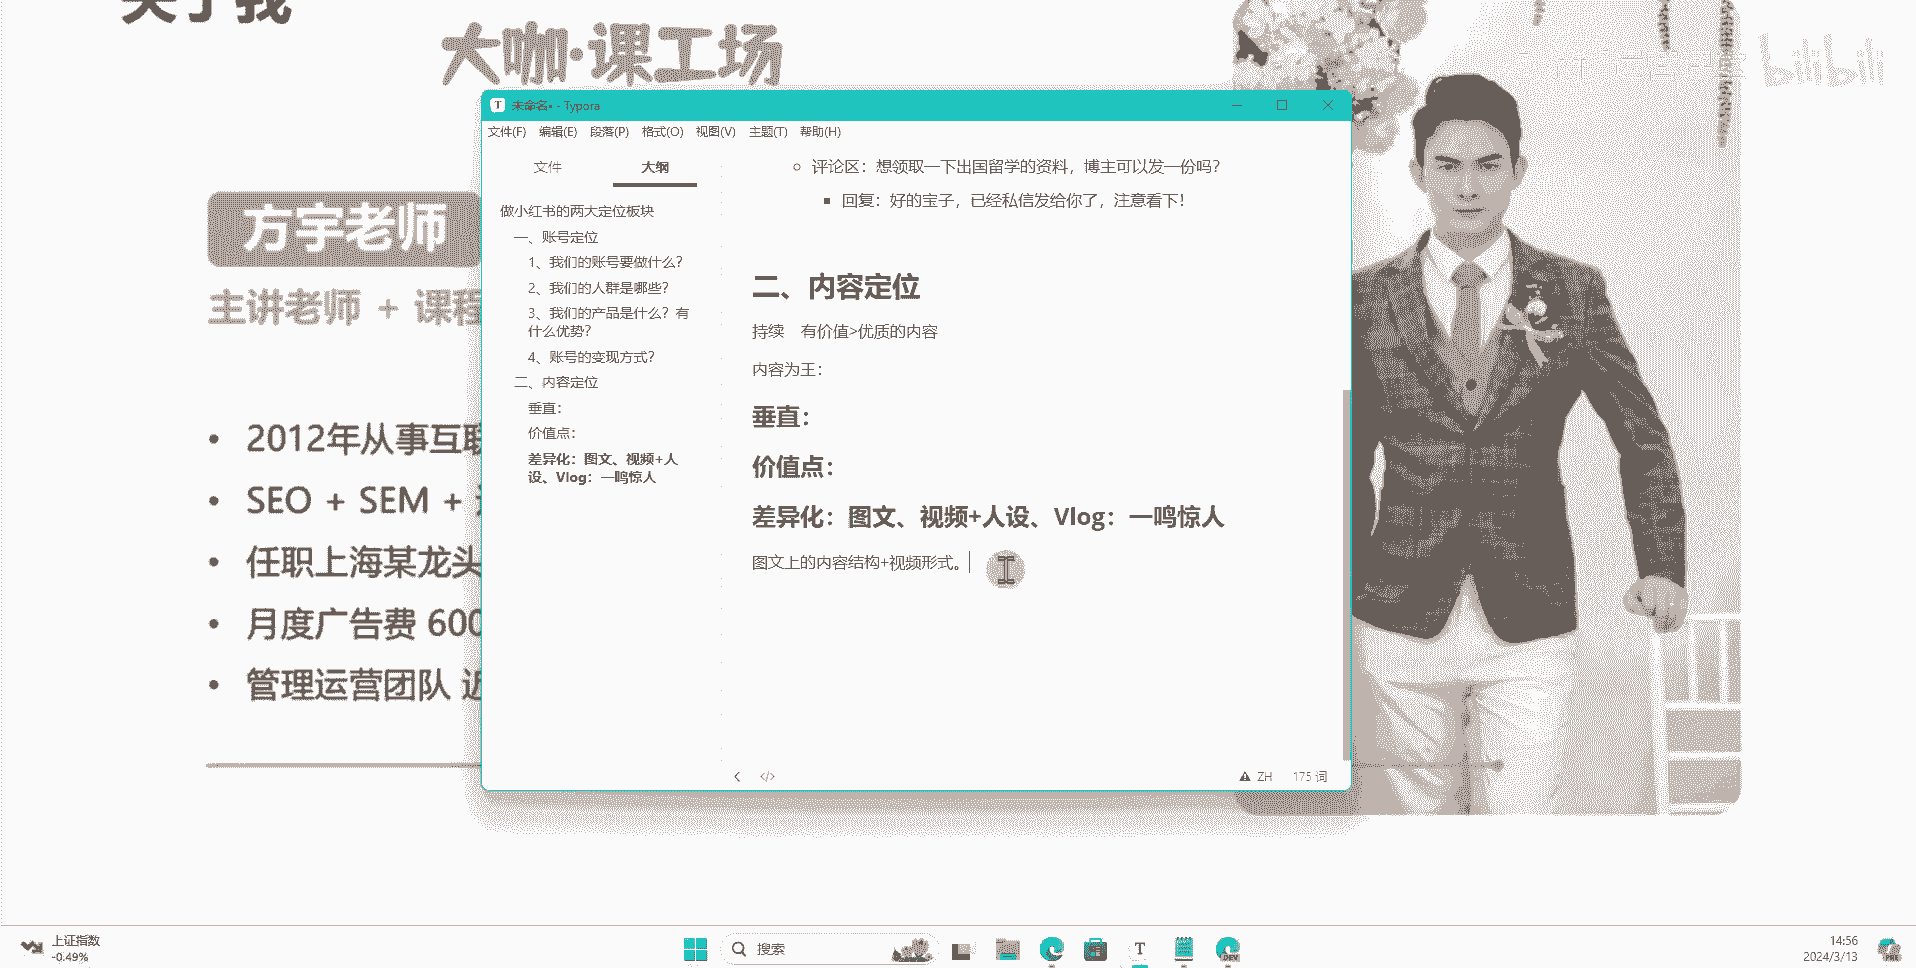 关于我
大咖·课工场
bilibili
方宇老师
主讲老师 + 课程
2012年从事互联
SEO + SEM +
任职上海某龙头
月度广告费 600
管理运营团队 近
未命名• - Typora
文件(F) 编辑(E) 段落(P) 格式(O) 视图(V) 主题(T) 帮助(H)
文件 大纲
做小红书的两大定位板块
一、账号定位
1、我们的账号要做什么？
2、我们的人群是哪些？
3、我们的产品是什么？有
什么优势？
4、账号的变现方式？
二、内容定位
垂直：
价值点：
差异化：图文、视频+人
设、Vlog：一鸣惊人
评论区：想领取一下出国留学的资料，博主可以发一份吗？
回复：好的宝子，已经私信发给你了，注意看下！
二、内容定位
持续 有价值>优质的内容
内容为王：
垂直：
价值点：
差异化：图文、视频+人设、Vlog：一鸣惊人
图文上的内容结构+视频形式。
ZH 175 词
上证指数
-0.49%
搜索
DEV
14:56
2024/3/13
PRE